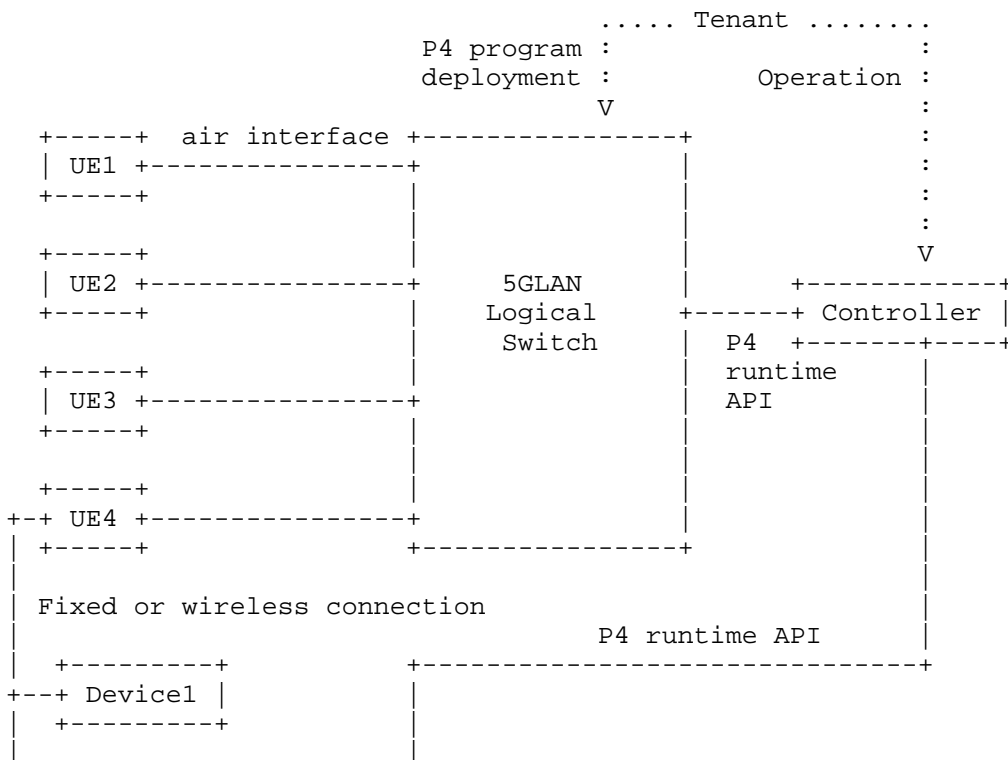 ..... Tenant ........
P4 program :
deployment : Operation :
V
air interface
UE1
UE2 5GLAN V
Logical Controller
Switch P4
UE3 runtime
API
UE4
Fixed or wireless connection
P4 runtime API
Device1